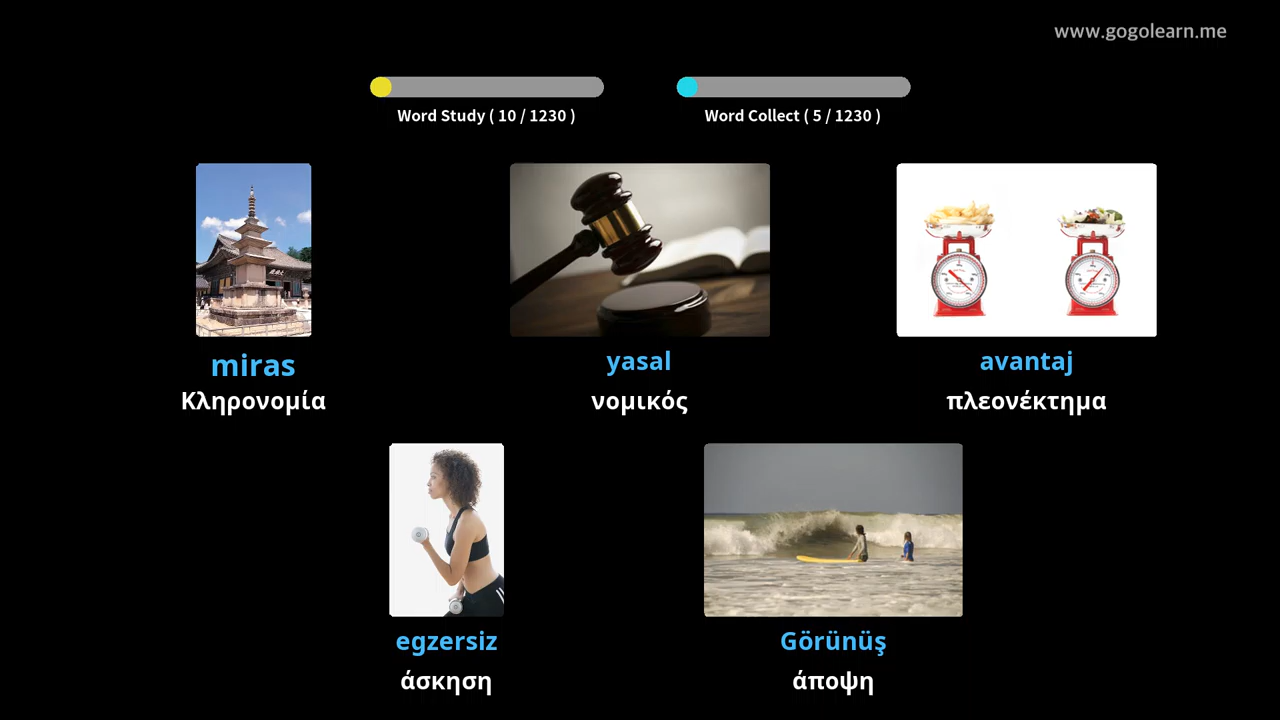 www.gogolearn.me
Word Study ( 10 / 1230 )
Word Collect ( 5 / 1230 )
miras
Κληρονομία
yasal
νομικός
avantaj
πλεονέκτημα
egzersiz
άσκηση
Görünüş
άποψη